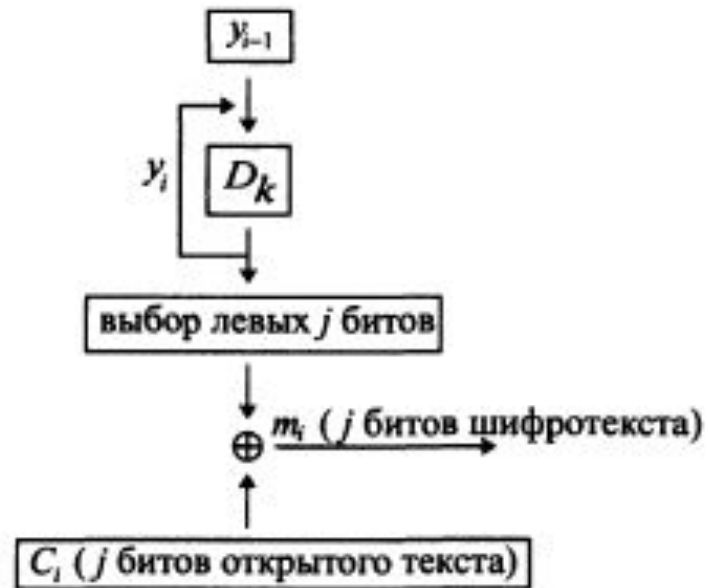 y_{i-1}
y_i
D_k
выбор левых j битов
⊕ m_i ( j битов шифротекста)
C_i ( j битов открытого текста)